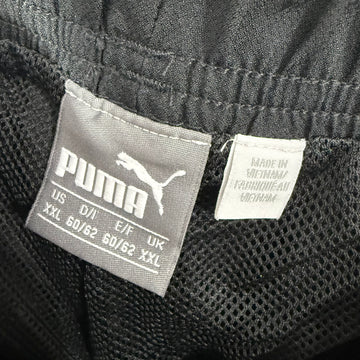 PUMA
US D/I E/F UK
XXL 60/62 60/62 XXL
MADE IN
VIETNAM/
FABRIQUE AU
VIETNAM